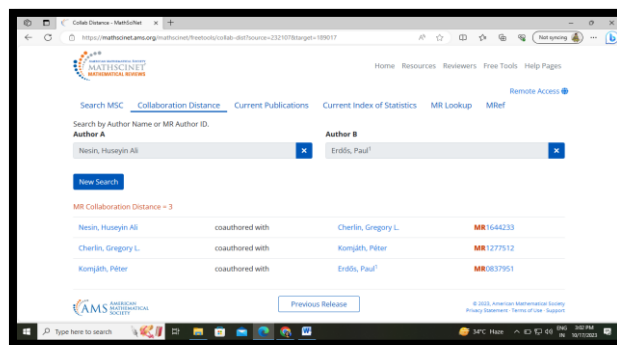 Collab Distance - MathSciNet
https://mathscinet.ams.org/mathscinet/freetools/collab-dist?source=232107&target=189017
Not syncing
AMERICAN MATHEMATICAL SOCIETY
MATHSCINET
MATHEMATICAL REVIEWS
Home Resources Reviewers Free Tools Help Pages
Remote Access
Search MSC Collaboration Distance Current Publications Current Index of Statistics MR Lookup MRef
Search by Author Name or MR Author ID.
Author A Author B
Nesin, Huseyin Ali Erdős, Paul¹
New Search
MR Collaboration Distance = 3
Nesin, Huseyin Ali coauthored with Cherlin, Gregory L. MR1644233
Cherlin, Gregory L. coauthored with Komjáth, Péter MR1277512
Komjáth, Péter coauthored with Erdős, Paul¹ MR0837951
AMS AMERICAN MATHEMATICAL SOCIETY
Previous Release
© 2023, American Mathematical Society
Privacy Statement · Terms of Use · Support
Type here to search
34°C Haze
ENG
IN
3:02 PM
10/17/2023